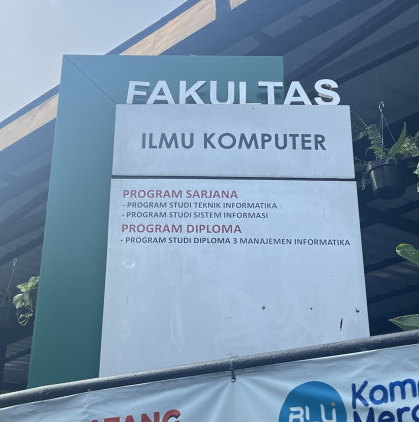 FAKULTAS
ILMU KOMPUTER
PROGRAM SARJANA
- PROGRAM STUDI TEKNIK INFORMATIKA
- PROGRAM STUDI SISTEM INFORMASI
PROGRAM DIPLOMA
- PROGRAM STUDI DIPLOMA 3 MANAJEMEN INFORMATIKA
BLU